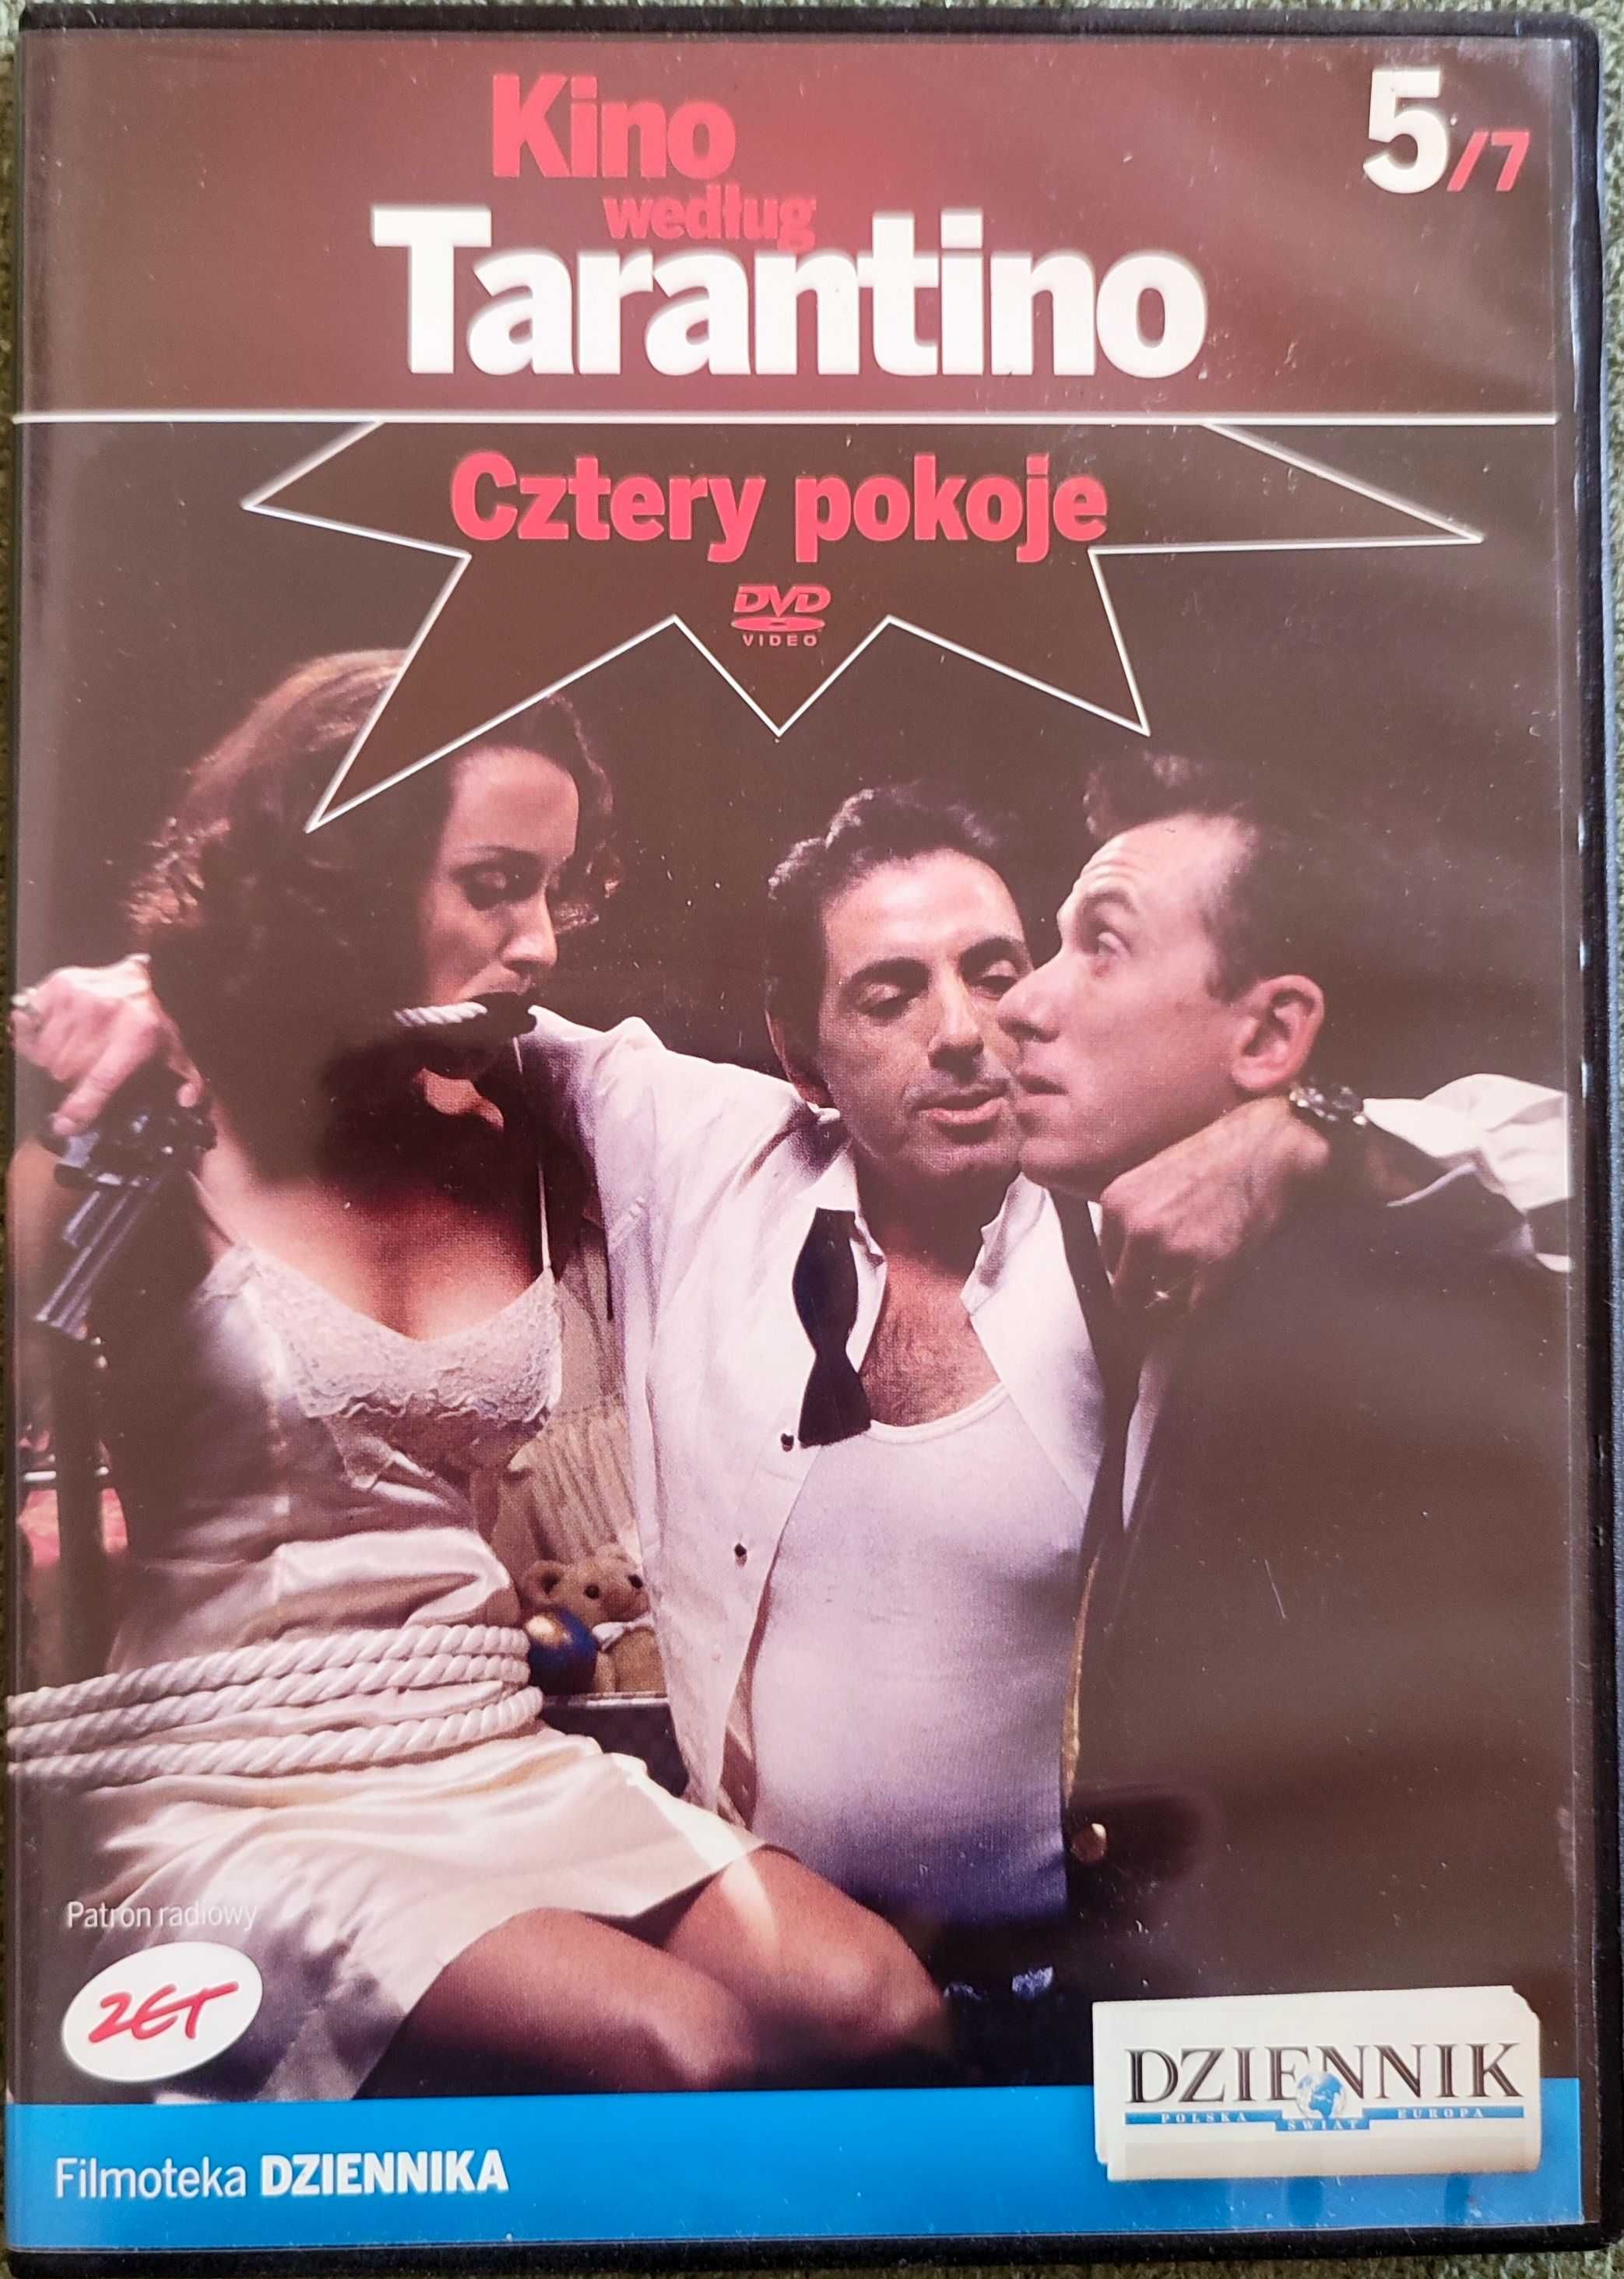 Kino
według
Tarantino
5/7
Cztery pokoje
DVD
VIDEO
Patron radiowy
ZET
DZIENNIK
POLSKA ŚWIAT EUROPA
Filmoteka DZIENNIKA